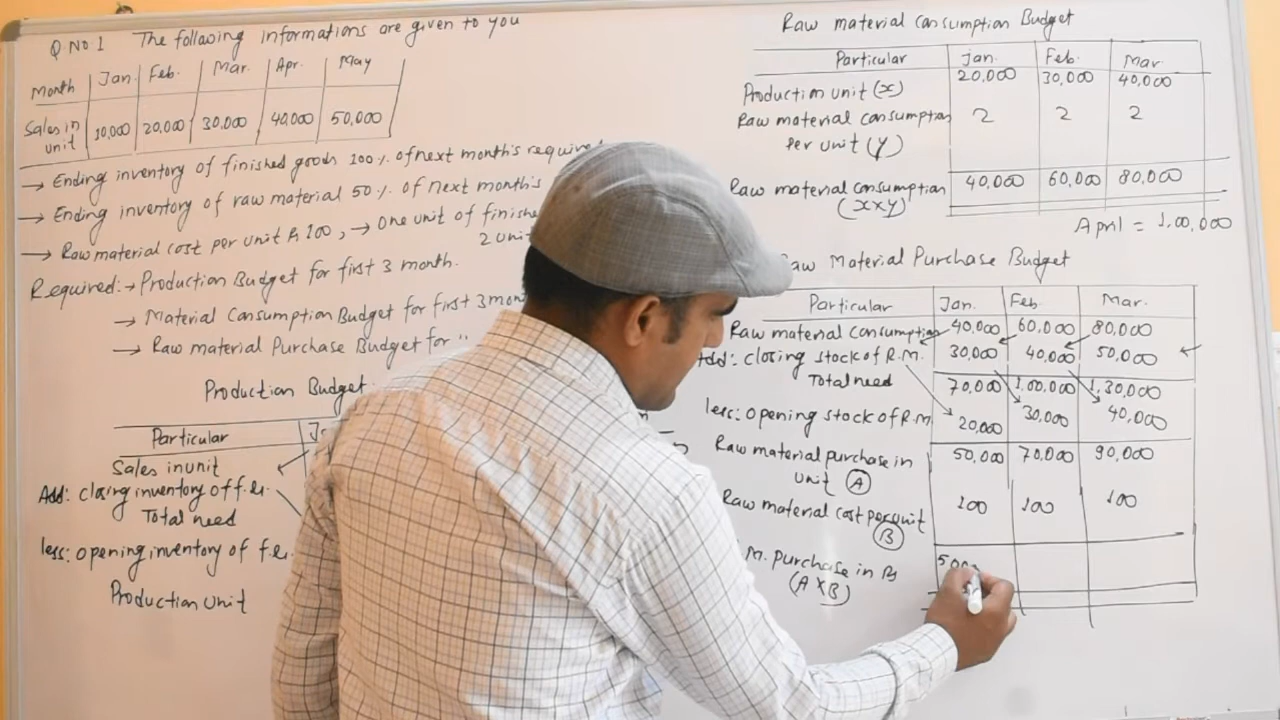 Q No.1 The following informations are given to you
Month Jan. Feb. Mar. Apr. May
Sales in unit 10,000 20,000 30,000 40,000 50,000
→ Ending inventory of finished goods 100% of next month's
→ Ending inventory of raw material 50% of next month's
→ Raw material cost per unit Rs 100, → One unit of
2
Required:→ Production Budget for first 3 month.
→ Material Consumption Budget for first 3
→ Raw material Purchase Budget for "
Production Budget
Particular
Sales in unit
Add: closing inventory of f.g.
Total need
less: opening inventory of f.g.
Production Unit
Raw material Consumption Budget
Particular Jan. Feb. Mar.
Production unit (x) 20,000 30,000 40,000
Raw material consumption per unit (y) 2 2 2
Raw material consumption (x×y) 40,000 60,000 80,000
April = 1,00,000
Raw Material Purchase Budget
Particular Jan. Feb. Mar.
Raw material Consumption 40,000 60,000 80,000
Add: closing stock of R.M. 30,000 40,000 50,000
Total need 70,000 1,00,000 1,30,000
less: opening stock of R.M. 20,000 30,000 40,000
Raw material purchase in unit (A) 50,000 70,000 90,000
Raw material cost per unit (B) 100 100 100
M. purchase in Rs (A×B)